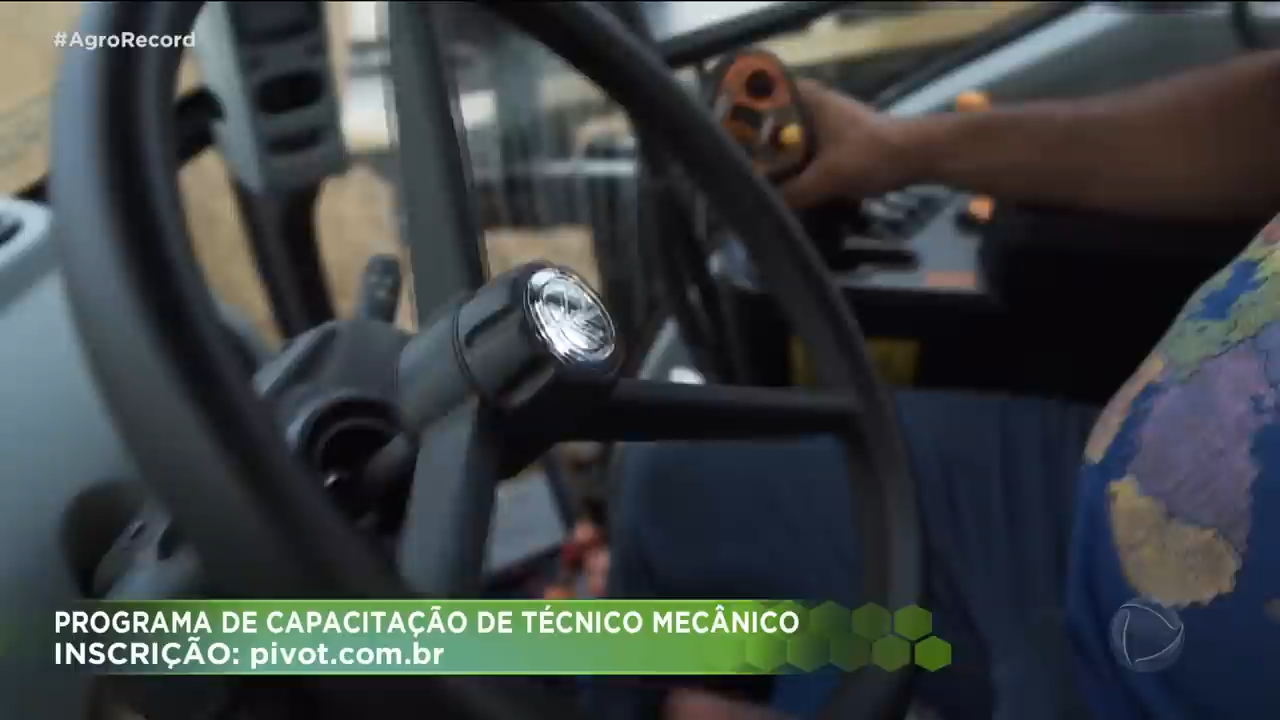 #AgroRecord
PROGRAMA DE CAPACITAÇÃO DE TÉCNICO MECÂNICO
INSCRIÇÃO: pivot.com.br